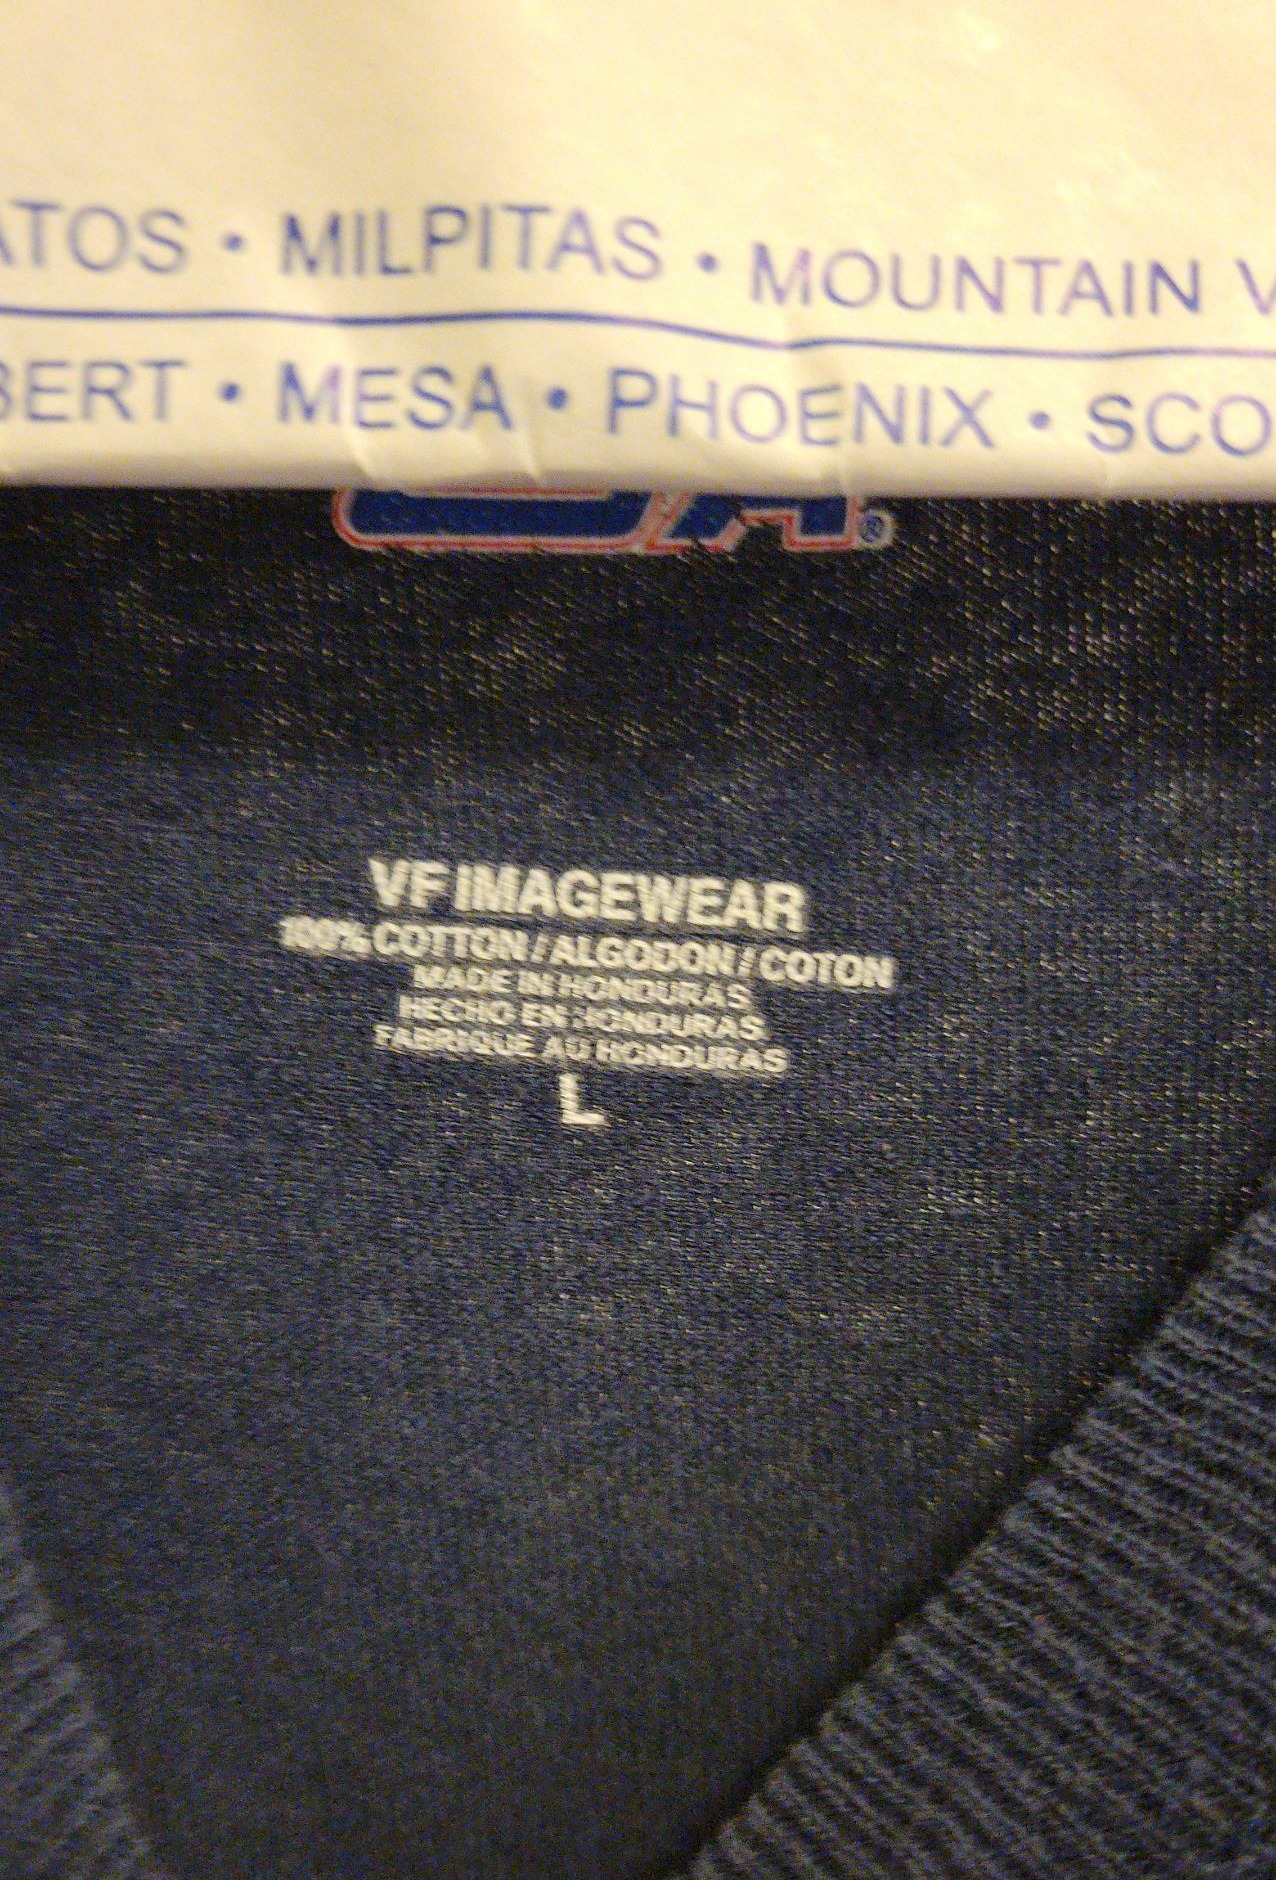 ATOS • MILPITAS • MOUNTAIN V
BERT • MESA • PHOENIX • SCO
®
VF IMAGEWEAR
100% COTTON / ALGODON / COTON
MADE IN HONDURAS
HECHO EN HONDURAS
FABRIQUE AU HONDURAS
L